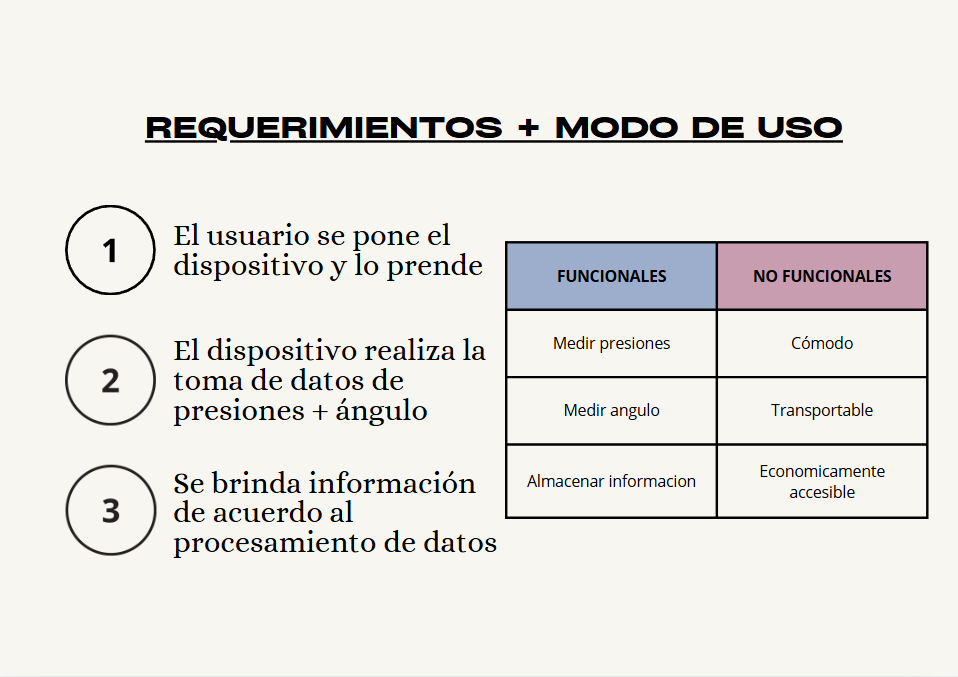 REQUERIMIENTOS + MODO DE USO
1
El usuario se pone el
dispositivo y lo prende
2
El dispositivo realiza la
toma de datos de
presiones + ángulo
3
Se brinda información
de acuerdo al
procesamiento de datos
FUNCIONALES
NO FUNCIONALES
Medir presiones
Cómodo
Medir angulo
Transportable
Almacenar informacion
Economicamente
accesible